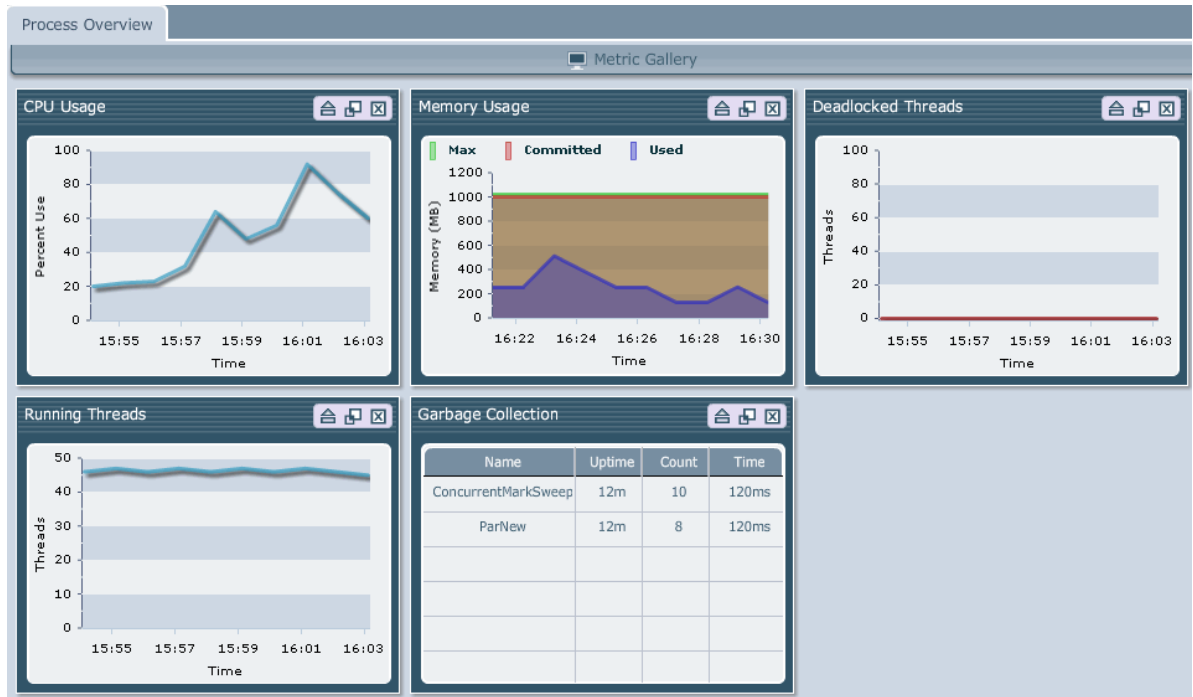 Process Overview
Metric Gallery
CPU Usage
100
80
60
40
20
0
Percent Use
15:55 15:57 15:59 16:01 16:03
Time
Memory Usage
Max Committed Used
1200
1000
800
600
400
200
0
Memory (MB)
16:22 16:24 16:26 16:28 16:30
Time
Deadlocked Threads
100
80
60
40
20
0
Threads
15:55 15:57 15:59 16:01 16:03
Time
Running Threads
50
40
30
20
10
0
Threads
15:55 15:57 15:59 16:01 16:03
Time
Garbage Collection
Name Uptime Count Time
ConcurrentMarkSweep 12m 10 120ms
ParNew 12m 8 120ms